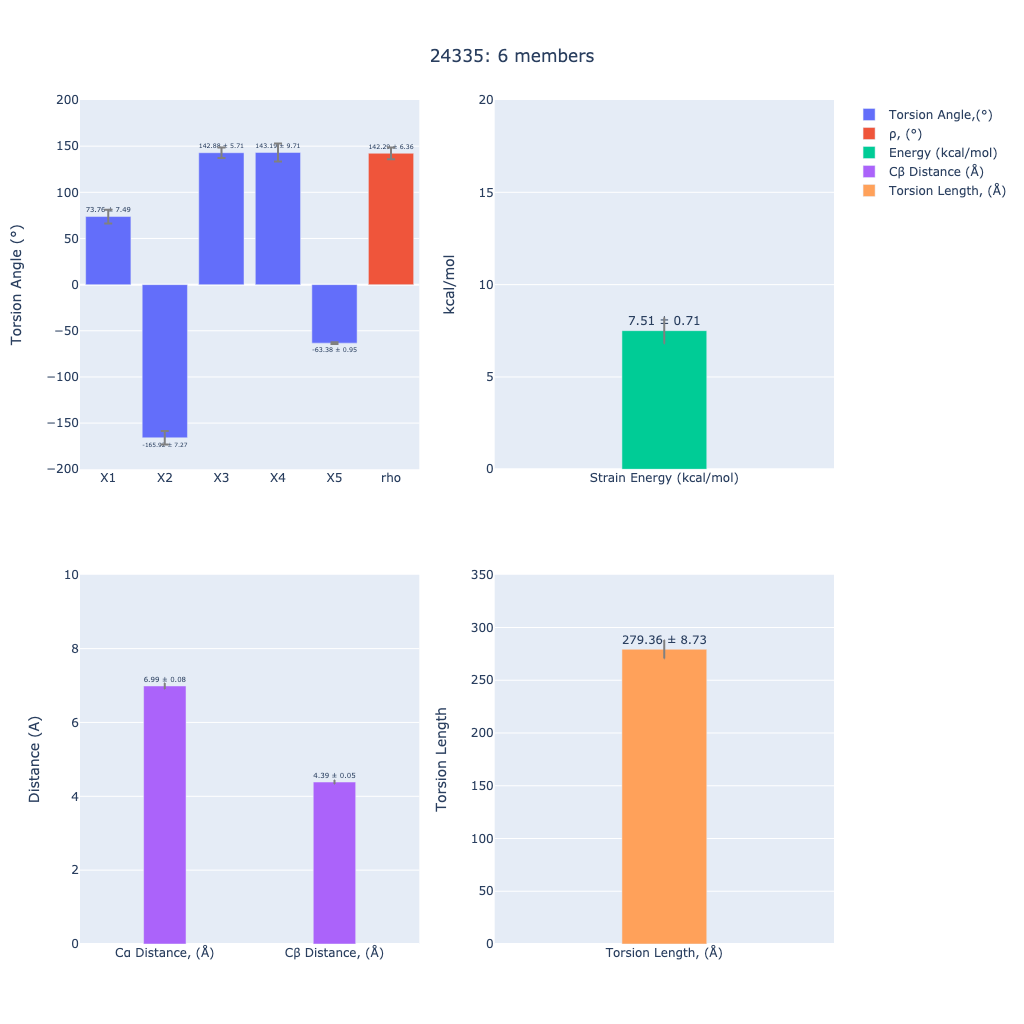 24335: 6 members
Torsion Angle (°)
200
150
100
50
0
−50
−100
−150
−200
73.76 ± 7.49
-165.92 ± 7.27
142.88 ± 5.71
143.19 ± 9.71
-63.38 ± 0.95
142.29 ± 6.36
X1 X2 X3 X4 X5 rho
kcal/mol
20
15
10
5
0
7.51 ± 0.71
Strain Energy (kcal/mol)
Torsion Angle,(°)
ρ, (°)
Energy (kcal/mol)
Cβ Distance (Å)
Torsion Length, (Å)
Distance (A)
10
8
6
4
2
0
6.99 ± 0.08
4.39 ± 0.05
Cα Distance, (Å) Cβ Distance, (Å)
Torsion Length
350
300
250
200
150
100
50
0
279.36 ± 8.73
Torsion Length, (Å)